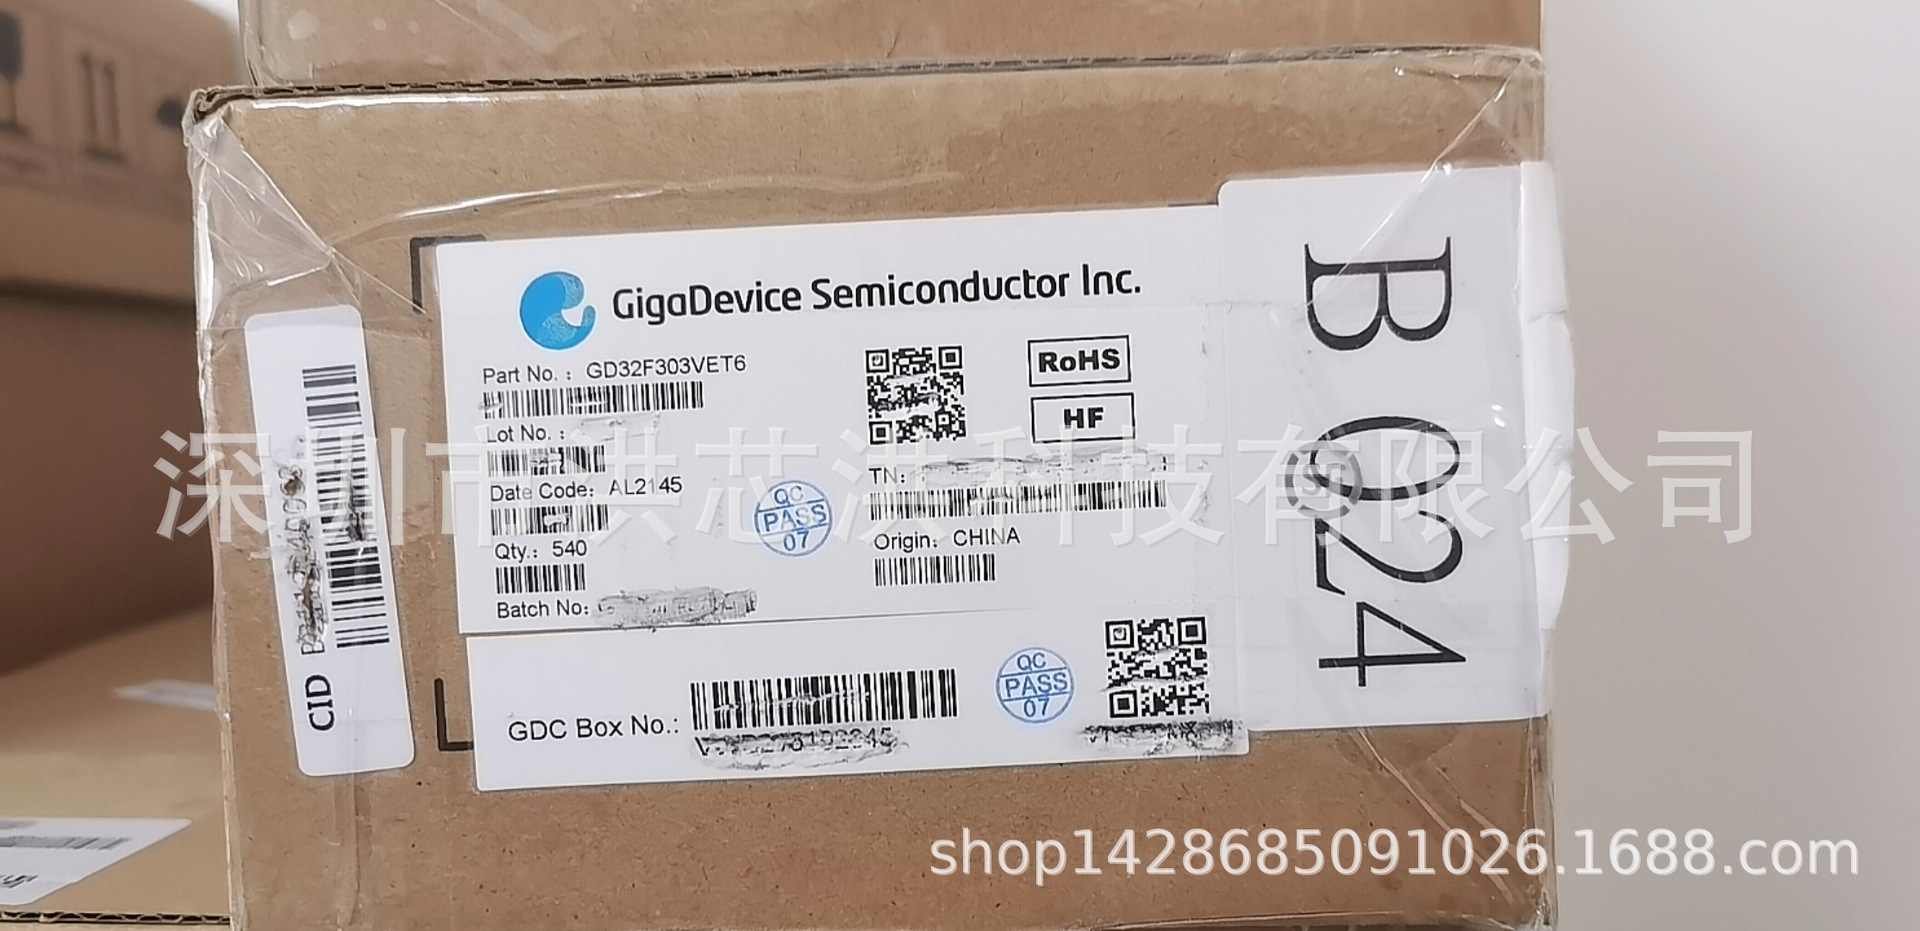 GigaDevice Semiconductor Inc.
Part No. : GD32F303VET6
Lot No. :
Date Code: AL2145
Qty.: 540
Batch No:
RoHS
HF
TN:
Origin: CHINA
QC
PASS
07
GDC Box No.:
QC
PASS
07
B024
CID
深圳市洪芯洪科技有限公司
shop1428685091026.1688.com